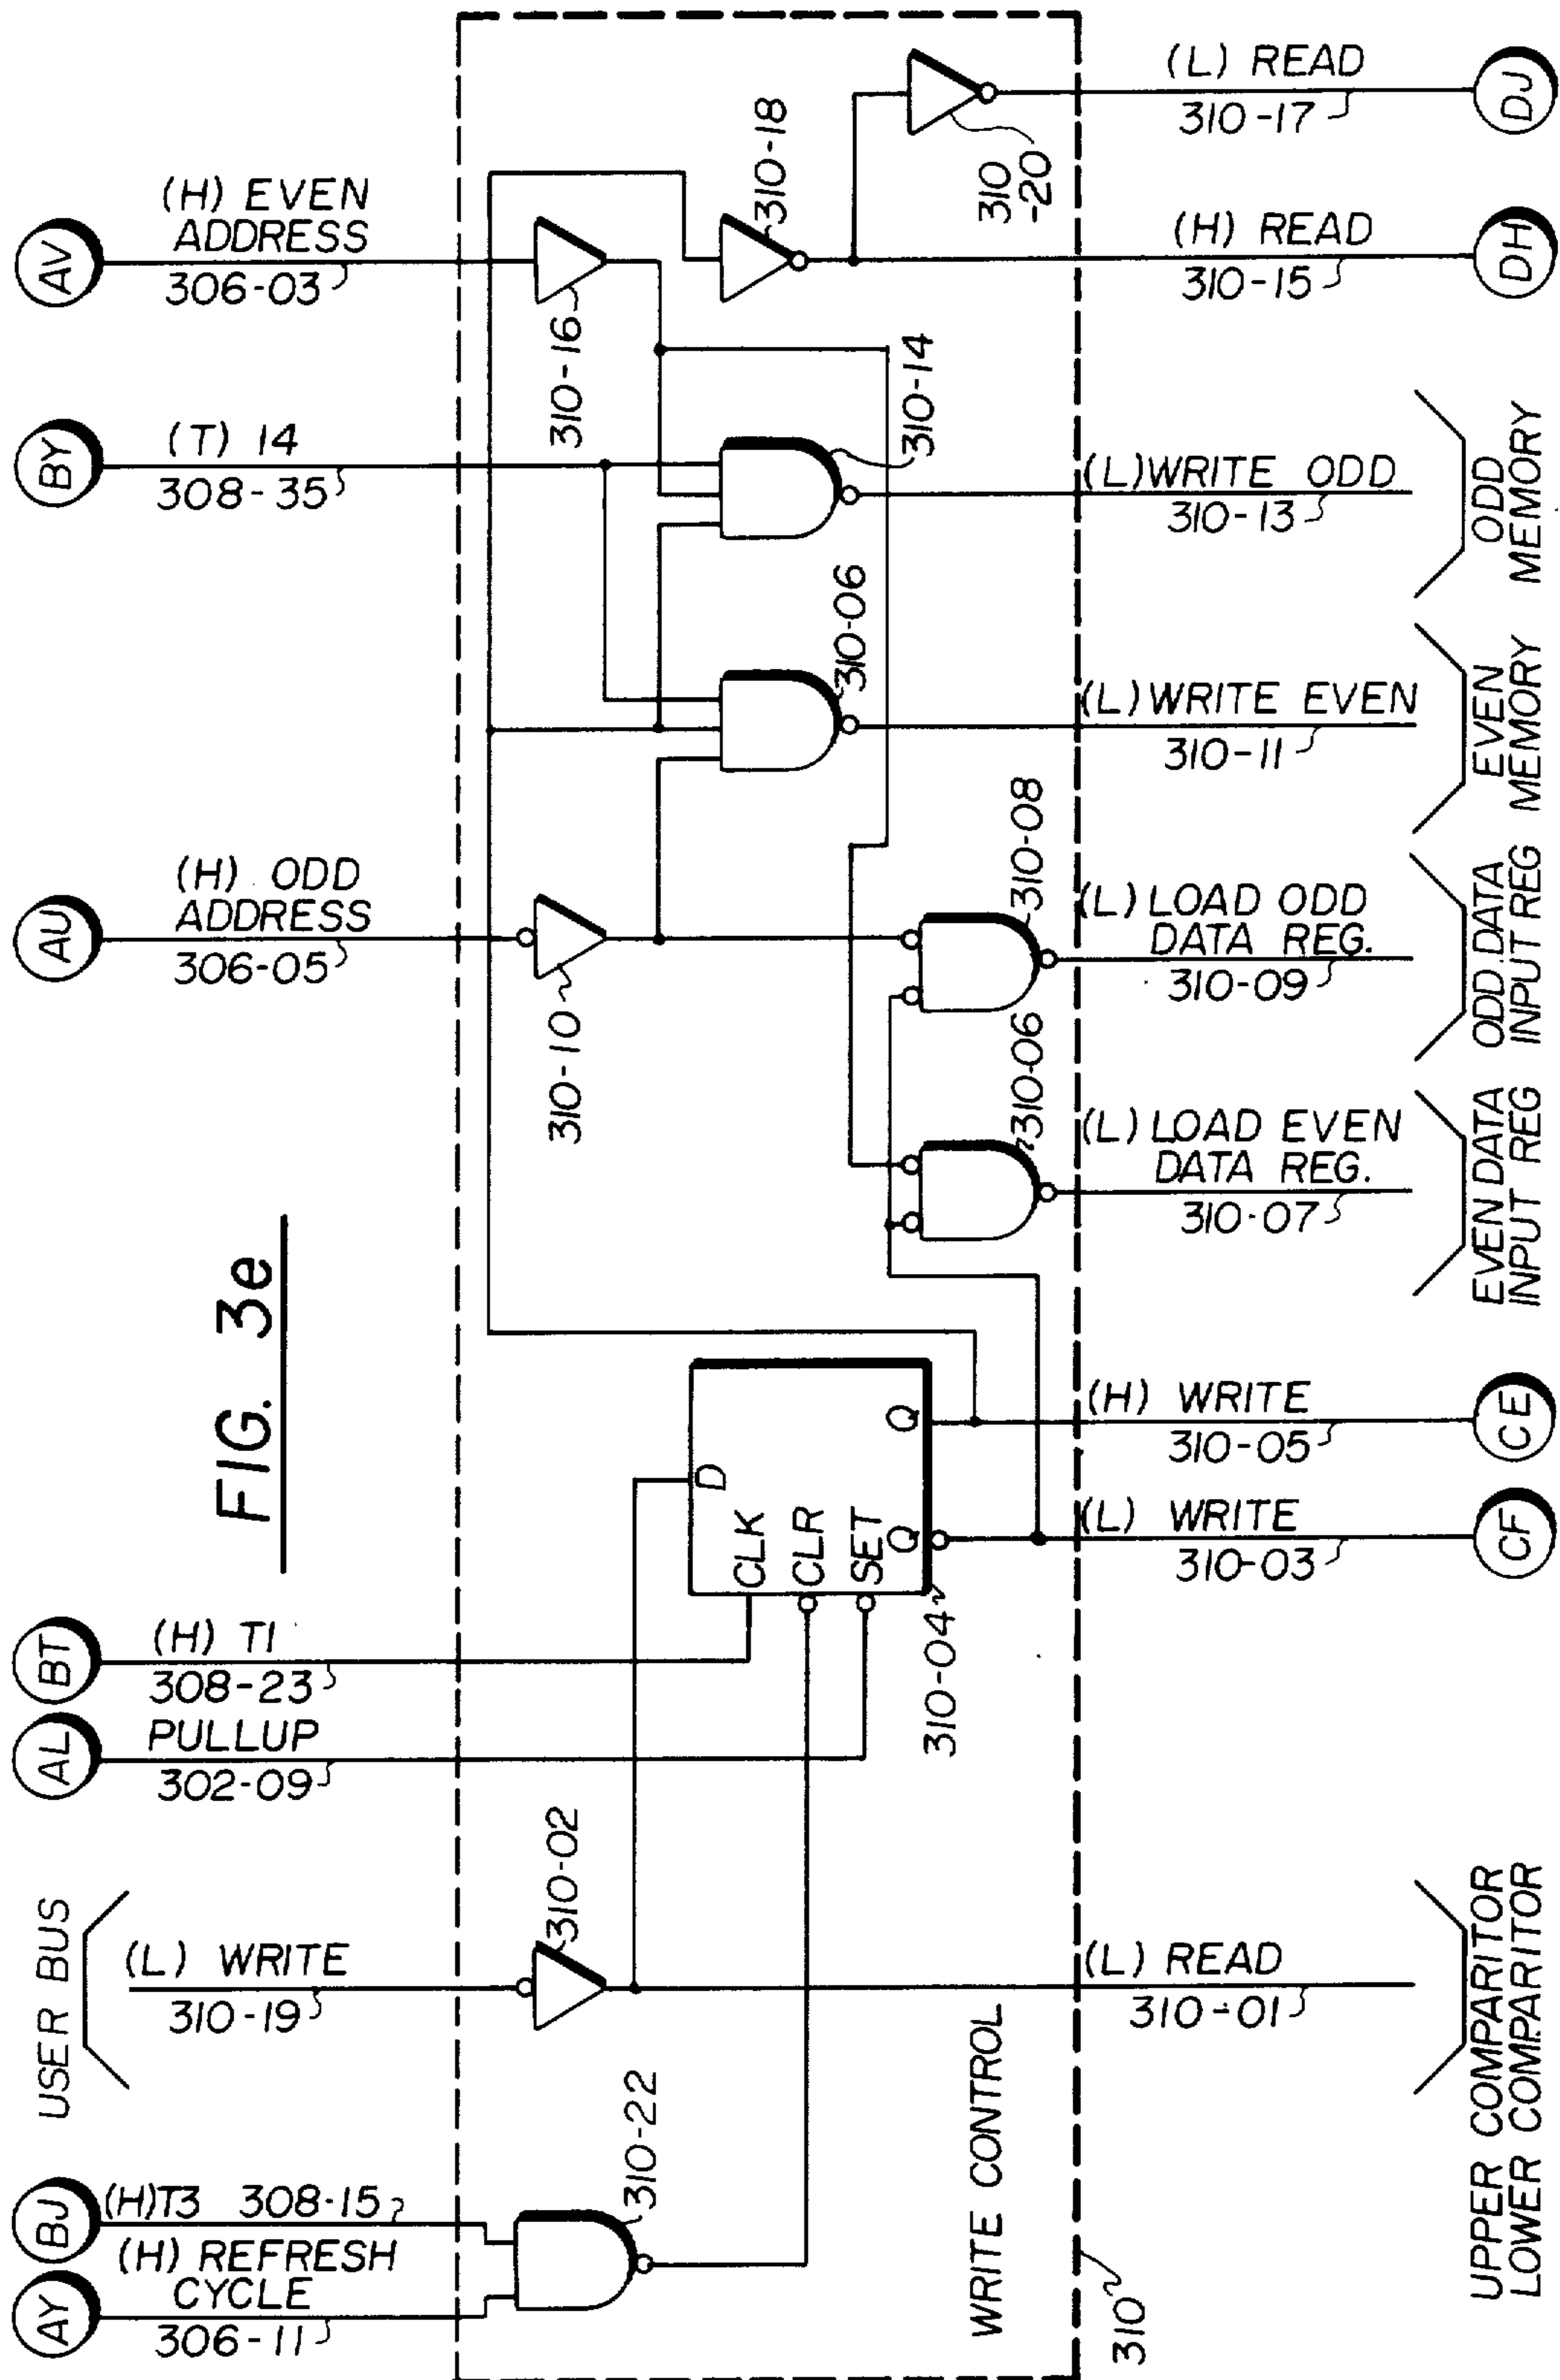 FIG. 3e
AY
(H) REFRESH
CYCLE
306-11
BJ
(H)T3 308-15
USER BUS
(L) WRITE
310-19
AL
PULLUP
302-09
BT
(H) T1
308-23
AU
(H) ODD
ADDRESS
306-05
BY
(T) 14
308-35
AV
(H) EVEN
ADDRESS
306-03
310-22
310-02
D
CLK
CLR
SET
Q
Q
310-04
310-10
310-16
310-18
310
-20
310-14
310-06
310-08
310-06
WRITE CONTROL
310
(L) READ
310-01
UPPER COMPARITOR
LOWER COMPARITOR
(L) WRITE
310-03
CF
(H) WRITE
310-05
CE
(L) LOAD EVEN
DATA REG.
310-07
EVEN DATA
INPUT REG
(L) LOAD ODD
DATA REG.
310-09
ODD DATA
INPUT REG
(L) WRITE EVEN
310-11
EVEN
MEMORY
(L) WRITE ODD
310-13
ODD
MEMORY
(H) READ
310-15
DH
(L) READ
310-17
DJ